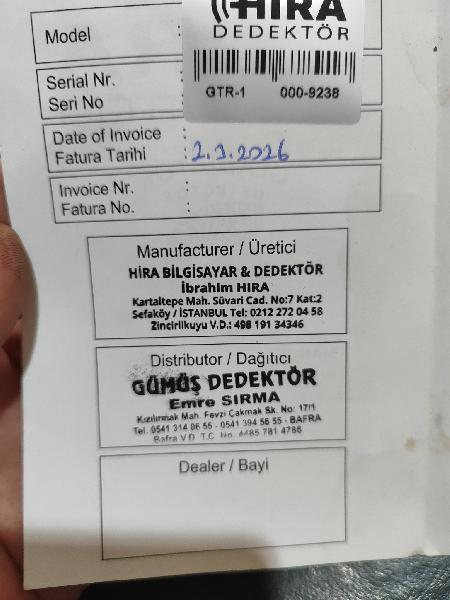 HIRA
DEDEKTÖR
GTR-1 000-9238
Model :
Serial Nr.
Seri No
Date of Invoice
Fatura Tarihi : 2.3.2026
Invoice Nr. :
Fatura No. :
Manufacturer / Üretici
HİRA BİLGİSAYAR & DEDEKTÖR
İbrahim HIRA
Kartaltepe Mah. Süvari Cad. No:7 Kat:2
Sefaköy / İSTANBUL Tel: 0212 272 04 58
Zincirlikuyu V.D.: 498 191 34346
Distributor / Dağıtıcı
GÜMÜŞ DEDEKTÖR
Emre SIRMA
Kızılırmak Mah. Fevzi Çakmak Sk. No: 17/1
Tel. 0541 314 06 55 - 0541 394 56 55 - BAFRA
Bafra V.D. T.C. No. 4485 781 4786
Dealer / Bayi